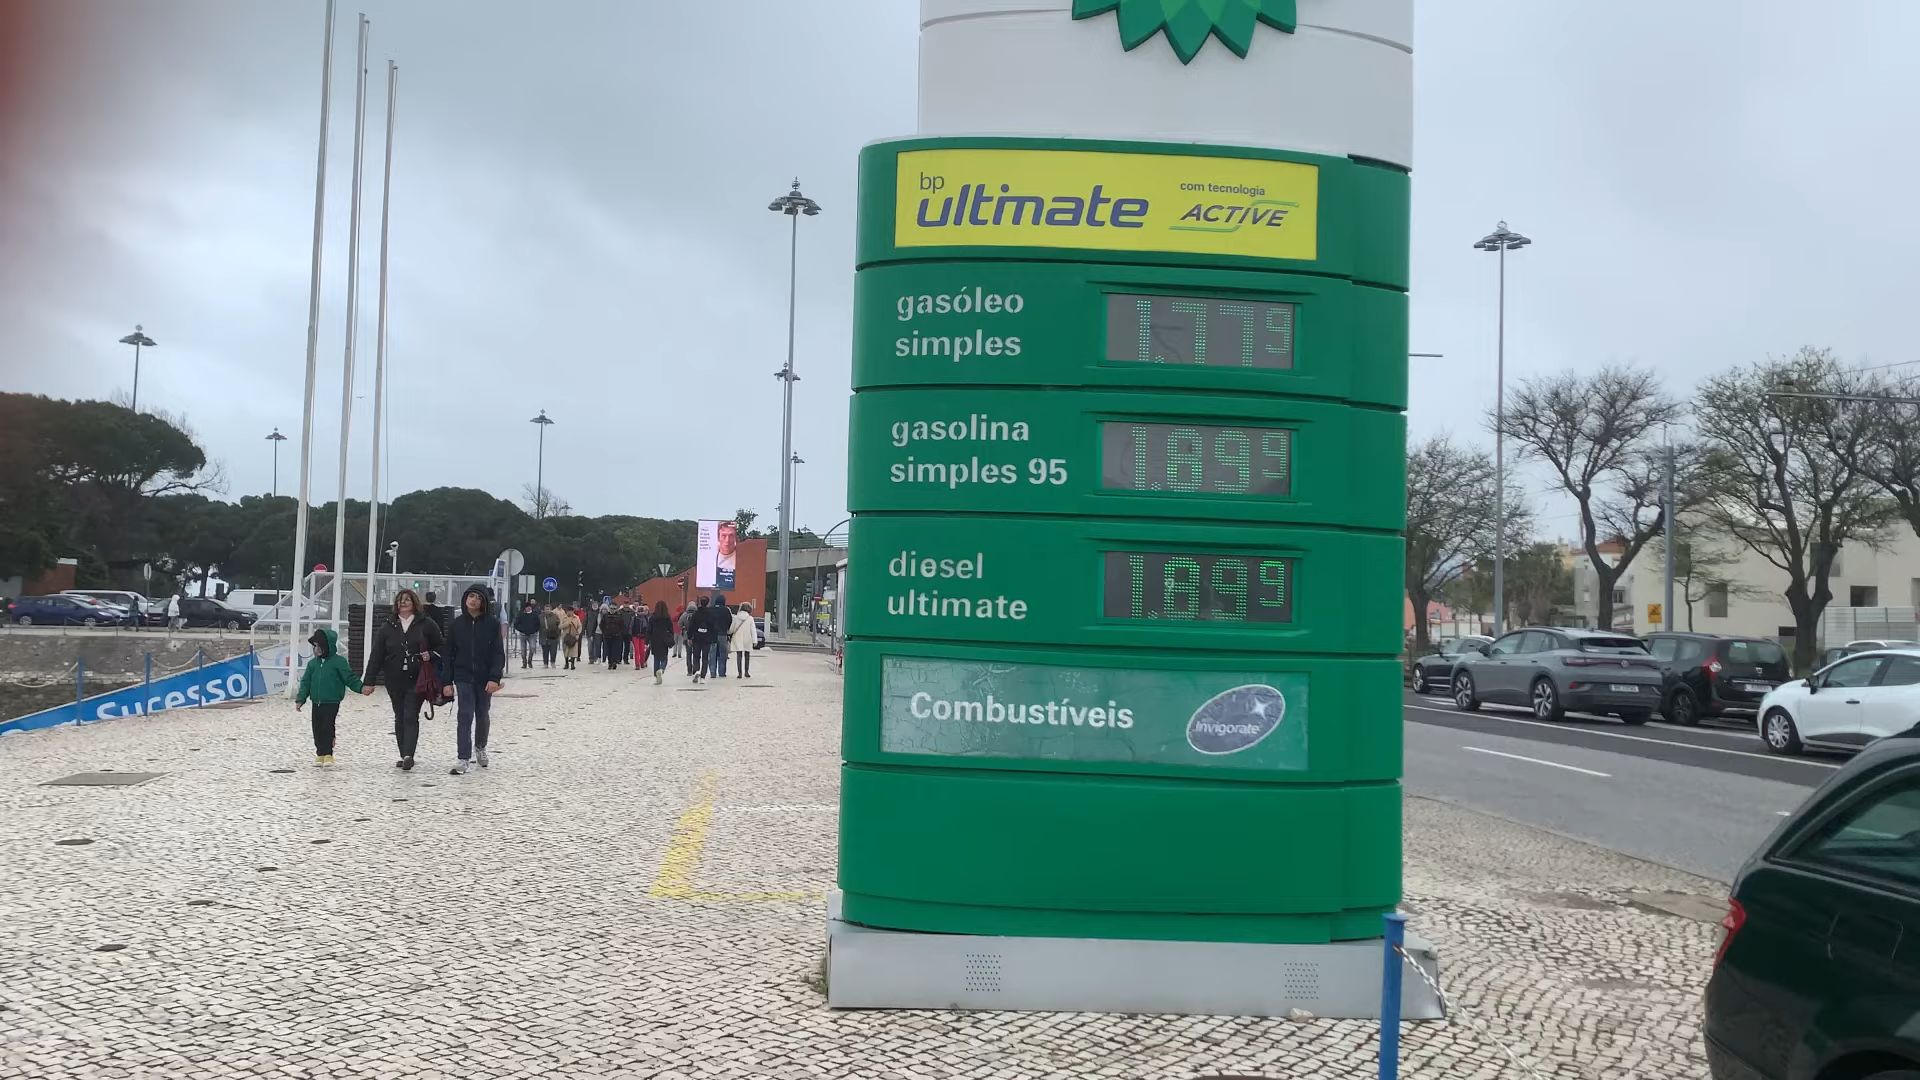 bp
ultimate
com tecnologia
ACTIVE
gasóleo
simples
1.779
gasolina
simples 95
1.899
diesel
ultimate
1.899
Combustíveis
Invigorate
Sucesso